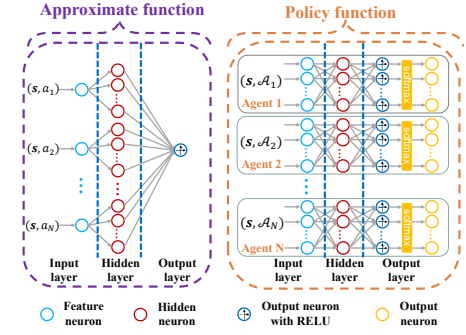 Approximate function
Policy function
(s, a₁)
(s, a₂)
(s, a_N)
Input layer
Hidden layer
Output layer
(s, 𝒜₁)
Agent 1
softmax
(s, 𝒜₂)
Agent 2
softmax
(s, 𝒜_N)
Agent N
softmax
Input layer
Hidden layer
Output layer
Feature neuron
Hidden neuron
Output neuron with RELU
Output neuron